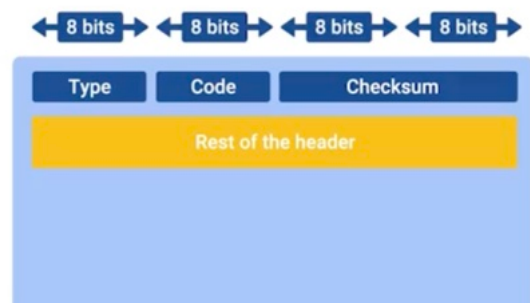 8 bits 8 bits 8 bits 8 bits
Type Code Checksum
Rest of the header